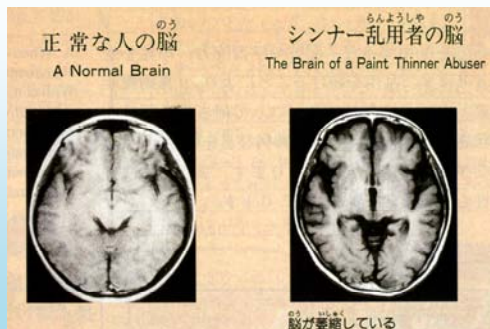 正常な人の脳
のう
A Normal Brain
シンナー乱用者の脳
らんようしゃ のう
The Brain of a Paint Thinner Abuser
脳が萎縮している
のう いしゅく